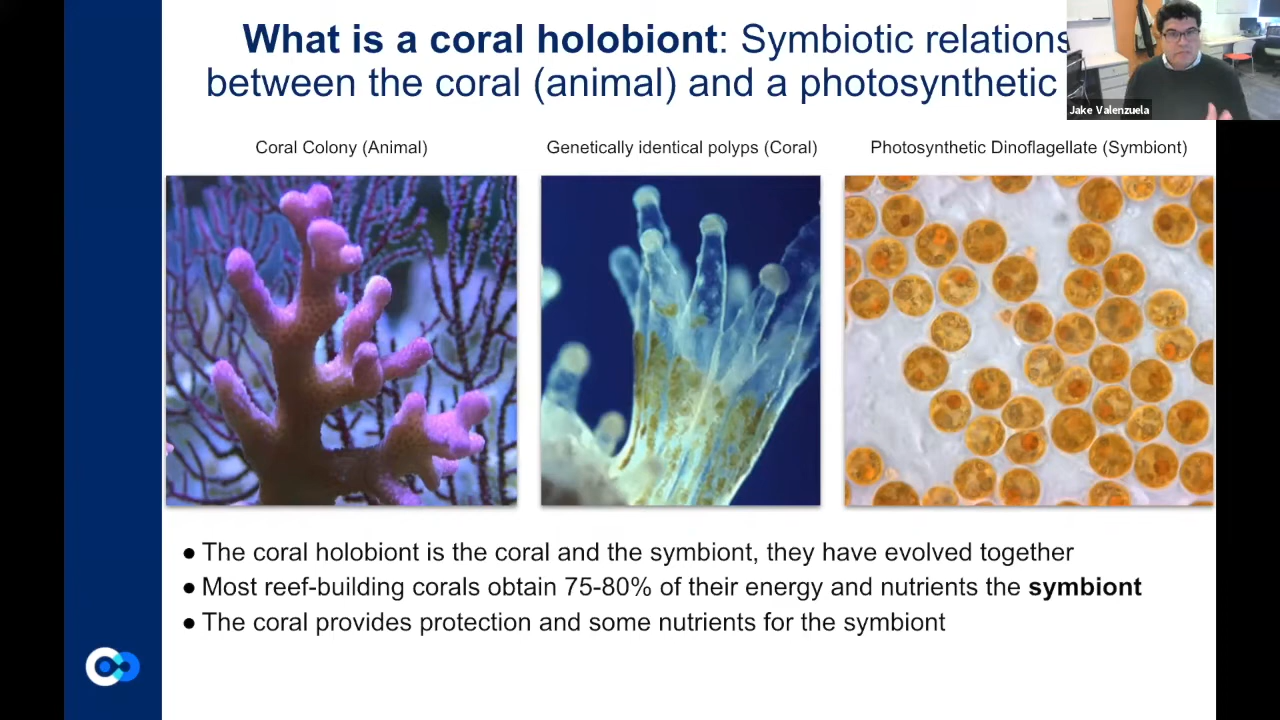 What is a coral holobiont: Symbiotic relations
between the coral (animal) and a photosynthetic
Jake Valenzuela
Coral Colony (Animal)
Genetically identical polyps (Coral)
Photosynthetic Dinoflagellate (Symbiont)
● The coral holobiont is the coral and the symbiont, they have evolved together
● Most reef-building corals obtain 75-80% of their energy and nutrients the symbiont
● The coral provides protection and some nutrients for the symbiont